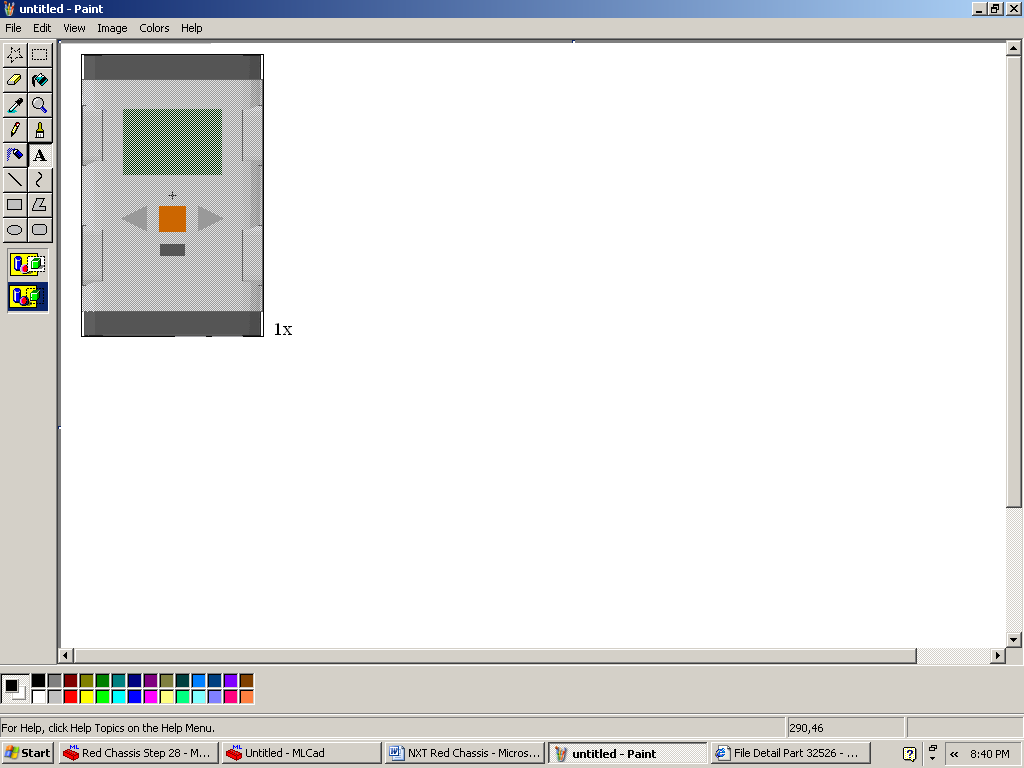 untitled - Paint
File Edit View Image Colors Help
A
1x
For Help, click Help Topics on the Help Menu.
290,46
Start
ML
Red Chassis Step 28 - M...
ML
Untitled - MLCad
NXT Red Chassis - Micros...
untitled - Paint
File Detail Part 32526 - ...
?
«
8:40 PM